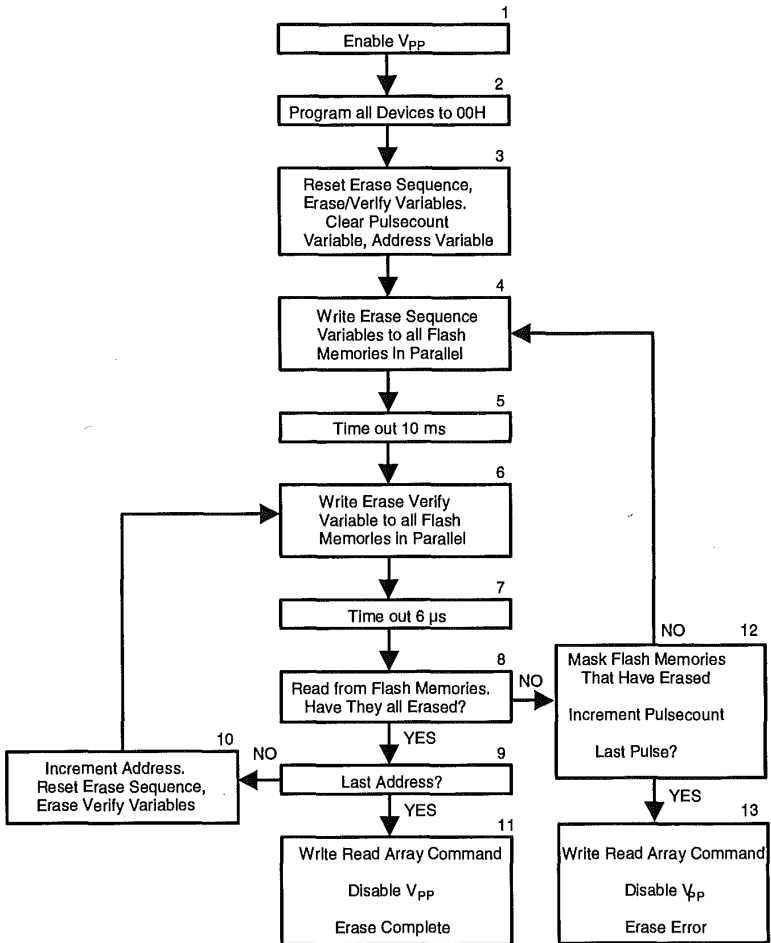 1
Enable VPP
2
Program all Devices to 00H
3
Reset Erase Sequence,
Erase/Verify Variables.
Clear Pulsecount
Variable, Address Variable
4
Write Erase Sequence
Variables to all Flash
Memories In Parallel
5
Time out 10 ms
6
Write Erase Verify
Variable to all Flash
Memories in Parallel
7
Time out 6 µs
8
Read from Flash Memories.
Have They all Erased?
NO
YES
12
NO
Mask Flash Memories
That Have Erased
Increment Pulsecount
Last Pulse?
YES
9
Last Address?
NO
YES
10
Increment Address.
Reset Erase Sequence,
Erase Verify Variables
11
Write Read Array Command
Disable VPP
Erase Complete
13
Write Read Array Command
Disable VPP
Erase Error